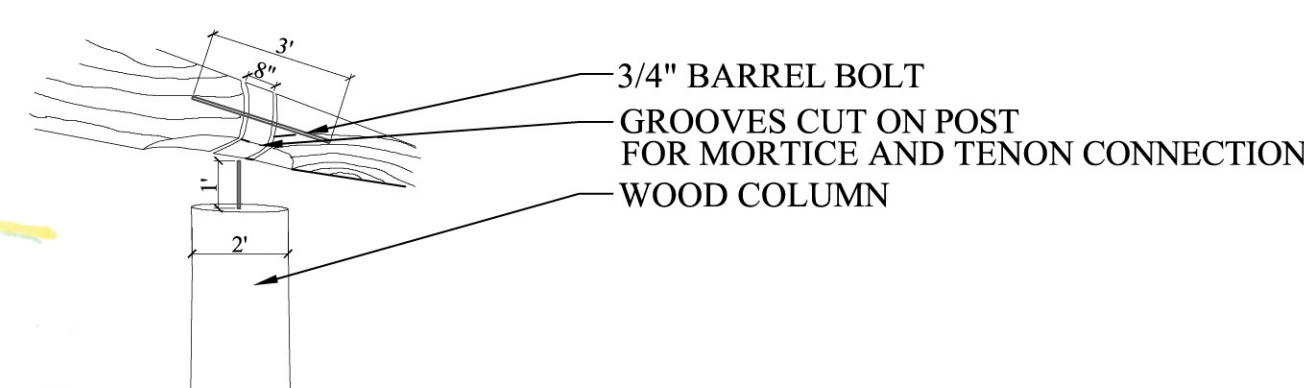 3'
8"
3/4" BARREL BOLT
GROOVES CUT ON POST
FOR MORTICE AND TENON CONNECTION
1'
WOOD COLUMN
2'